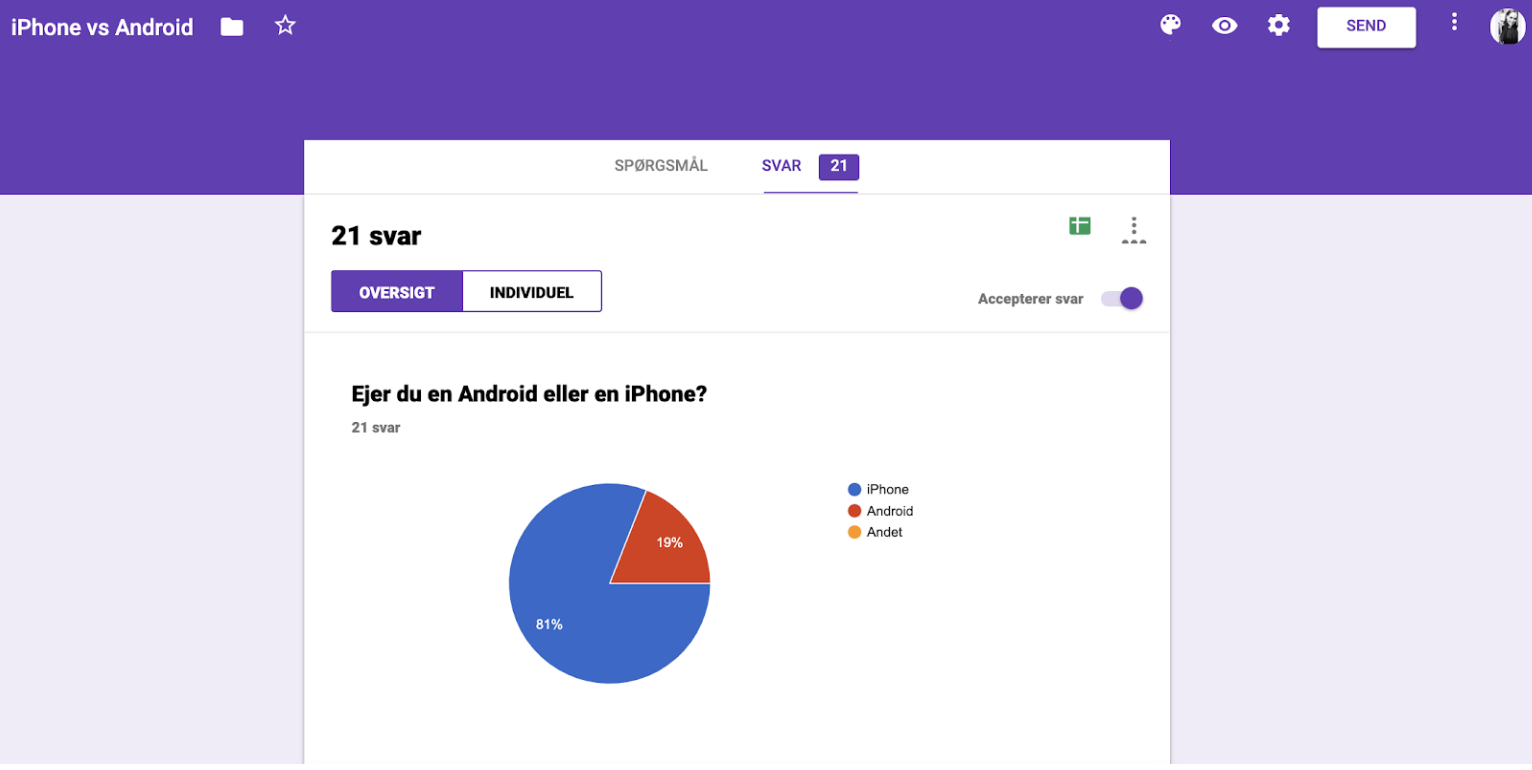 iPhone vs Android
SEND
SPØRGSMÅL
SVAR 21
21 svar
OVERSIGT
INDIVIDUEL
Accepterer svar
Ejer du en Android eller en iPhone?
21 svar
iPhone
Android
Andet
19%
81%